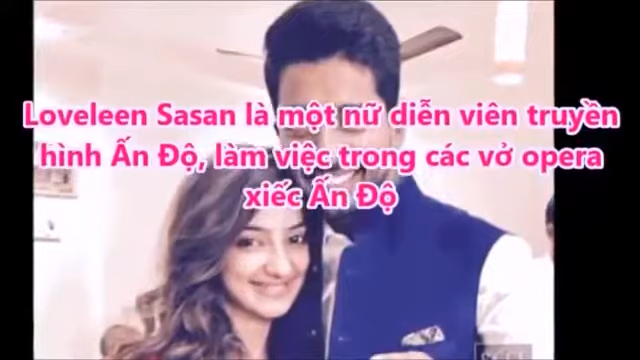 Loveleen Sasan là một nữ diễn viên truyền
hình Ấn Độ, làm việc trong các vở opera
xiếc Ấn Độ